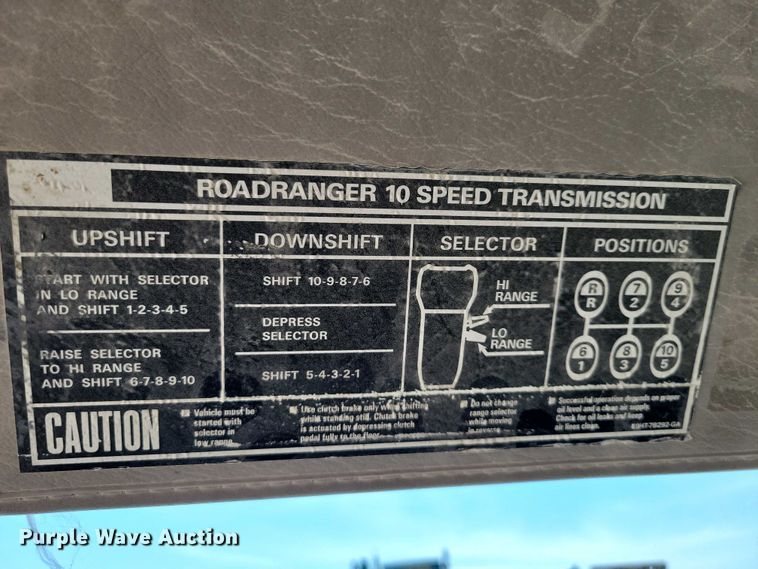 ROADRANGER 10 SPEED TRANSMISSION
UPSHIFT
START WITH SELECTOR
IN LO RANGE
AND SHIFT 1-2-3-4-5
RAISE SELECTOR
TO HI RANGE
AND SHIFT 6-7-8-9-10
DOWNSHIFT
SHIFT 10-9-8-7-6
DEPRESS
SELECTOR
SHIFT 5-4-3-2-1
SELECTOR
HI
RANGE
LO
RANGE
POSITIONS
R 7 9
R 2 4
6 8 10
1 3 5
CAUTION
Vehicle must be
started with
selector in
low range.
Use clutch brake only while shifting
while standing still. Clutch brake
is actuated by depressing clutch
pedal fully to the floor.
Do not change
range selector
while moving
in reverse.
Successful operation depends on proper
oil level and a clean air supply.
Check for oil leaks and keep
air lines clean.
Purple Wave Auction